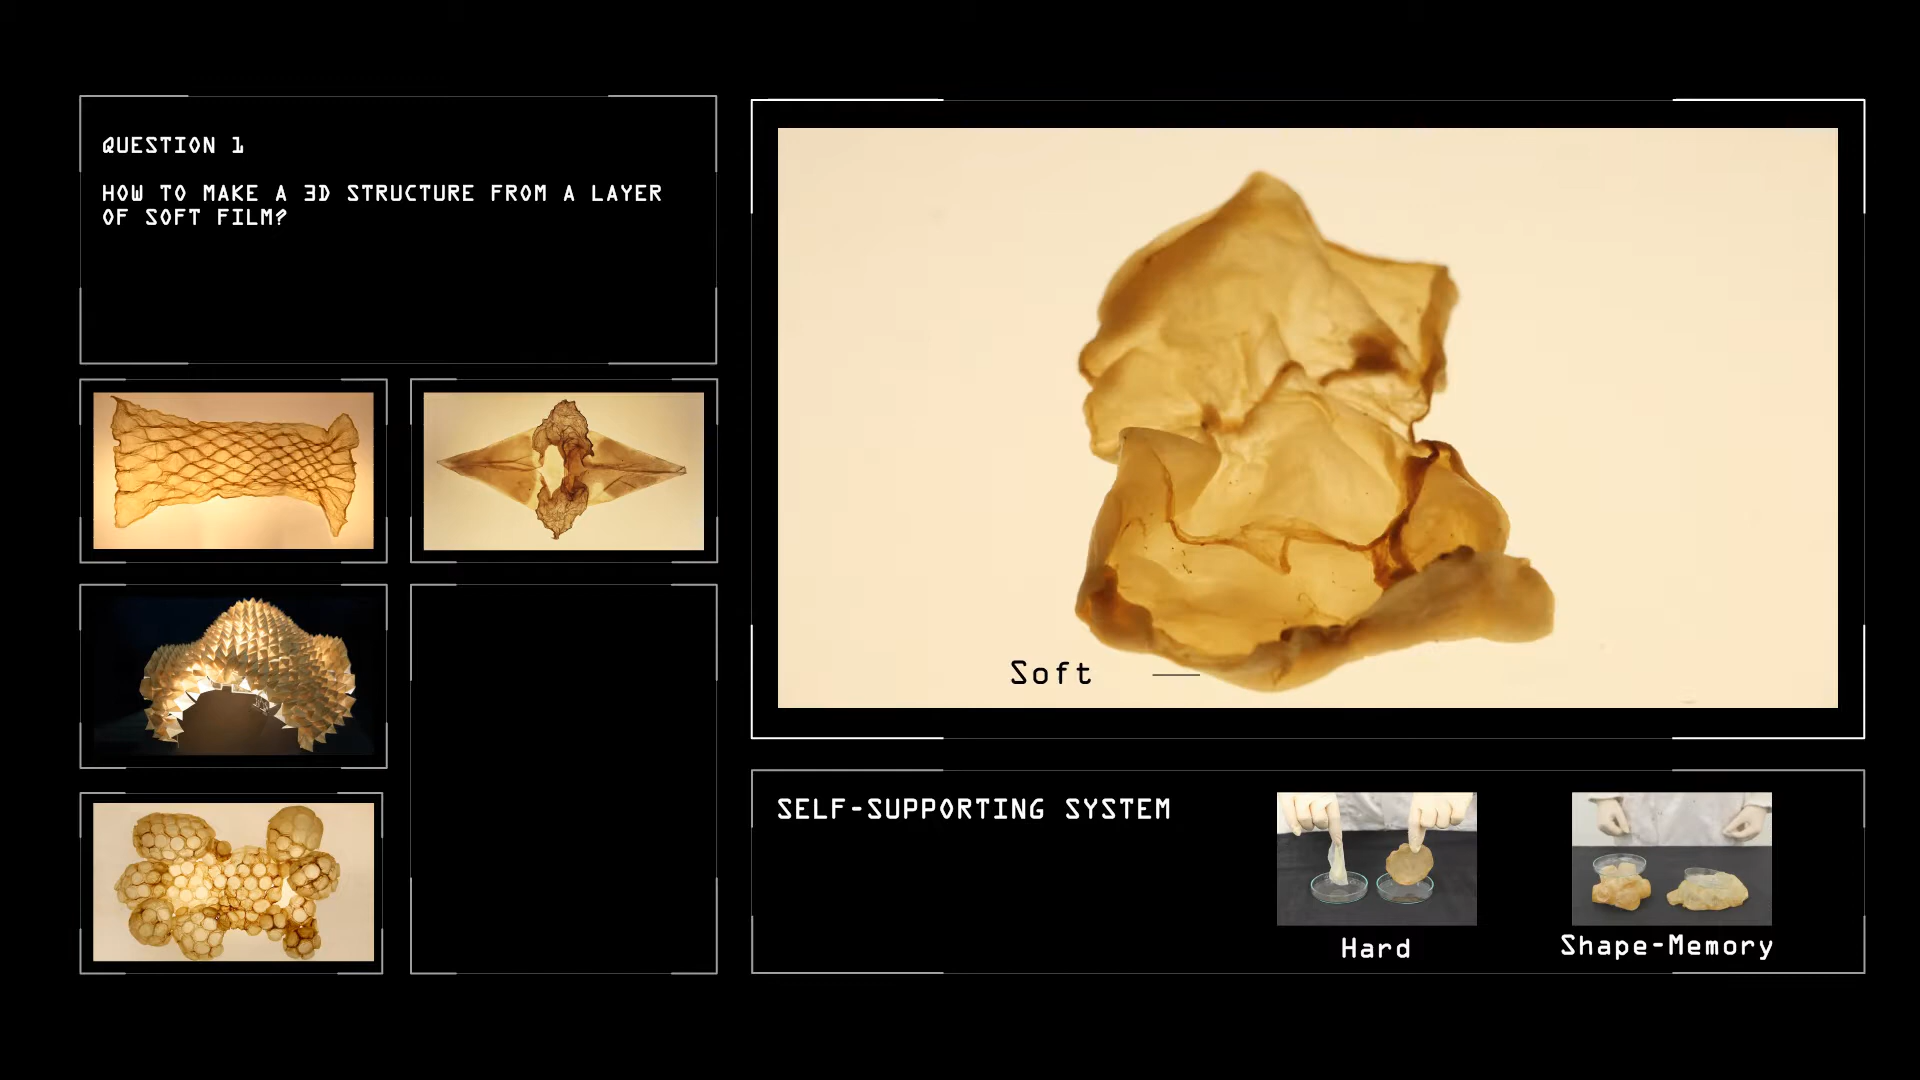 QUESTION 1
HOW TO MAKE A 3D STRUCTURE FROM A LAYER
OF SOFT FILM?
Soft
SELF-SUPPORTING SYSTEM
Hard
Shape-Memory